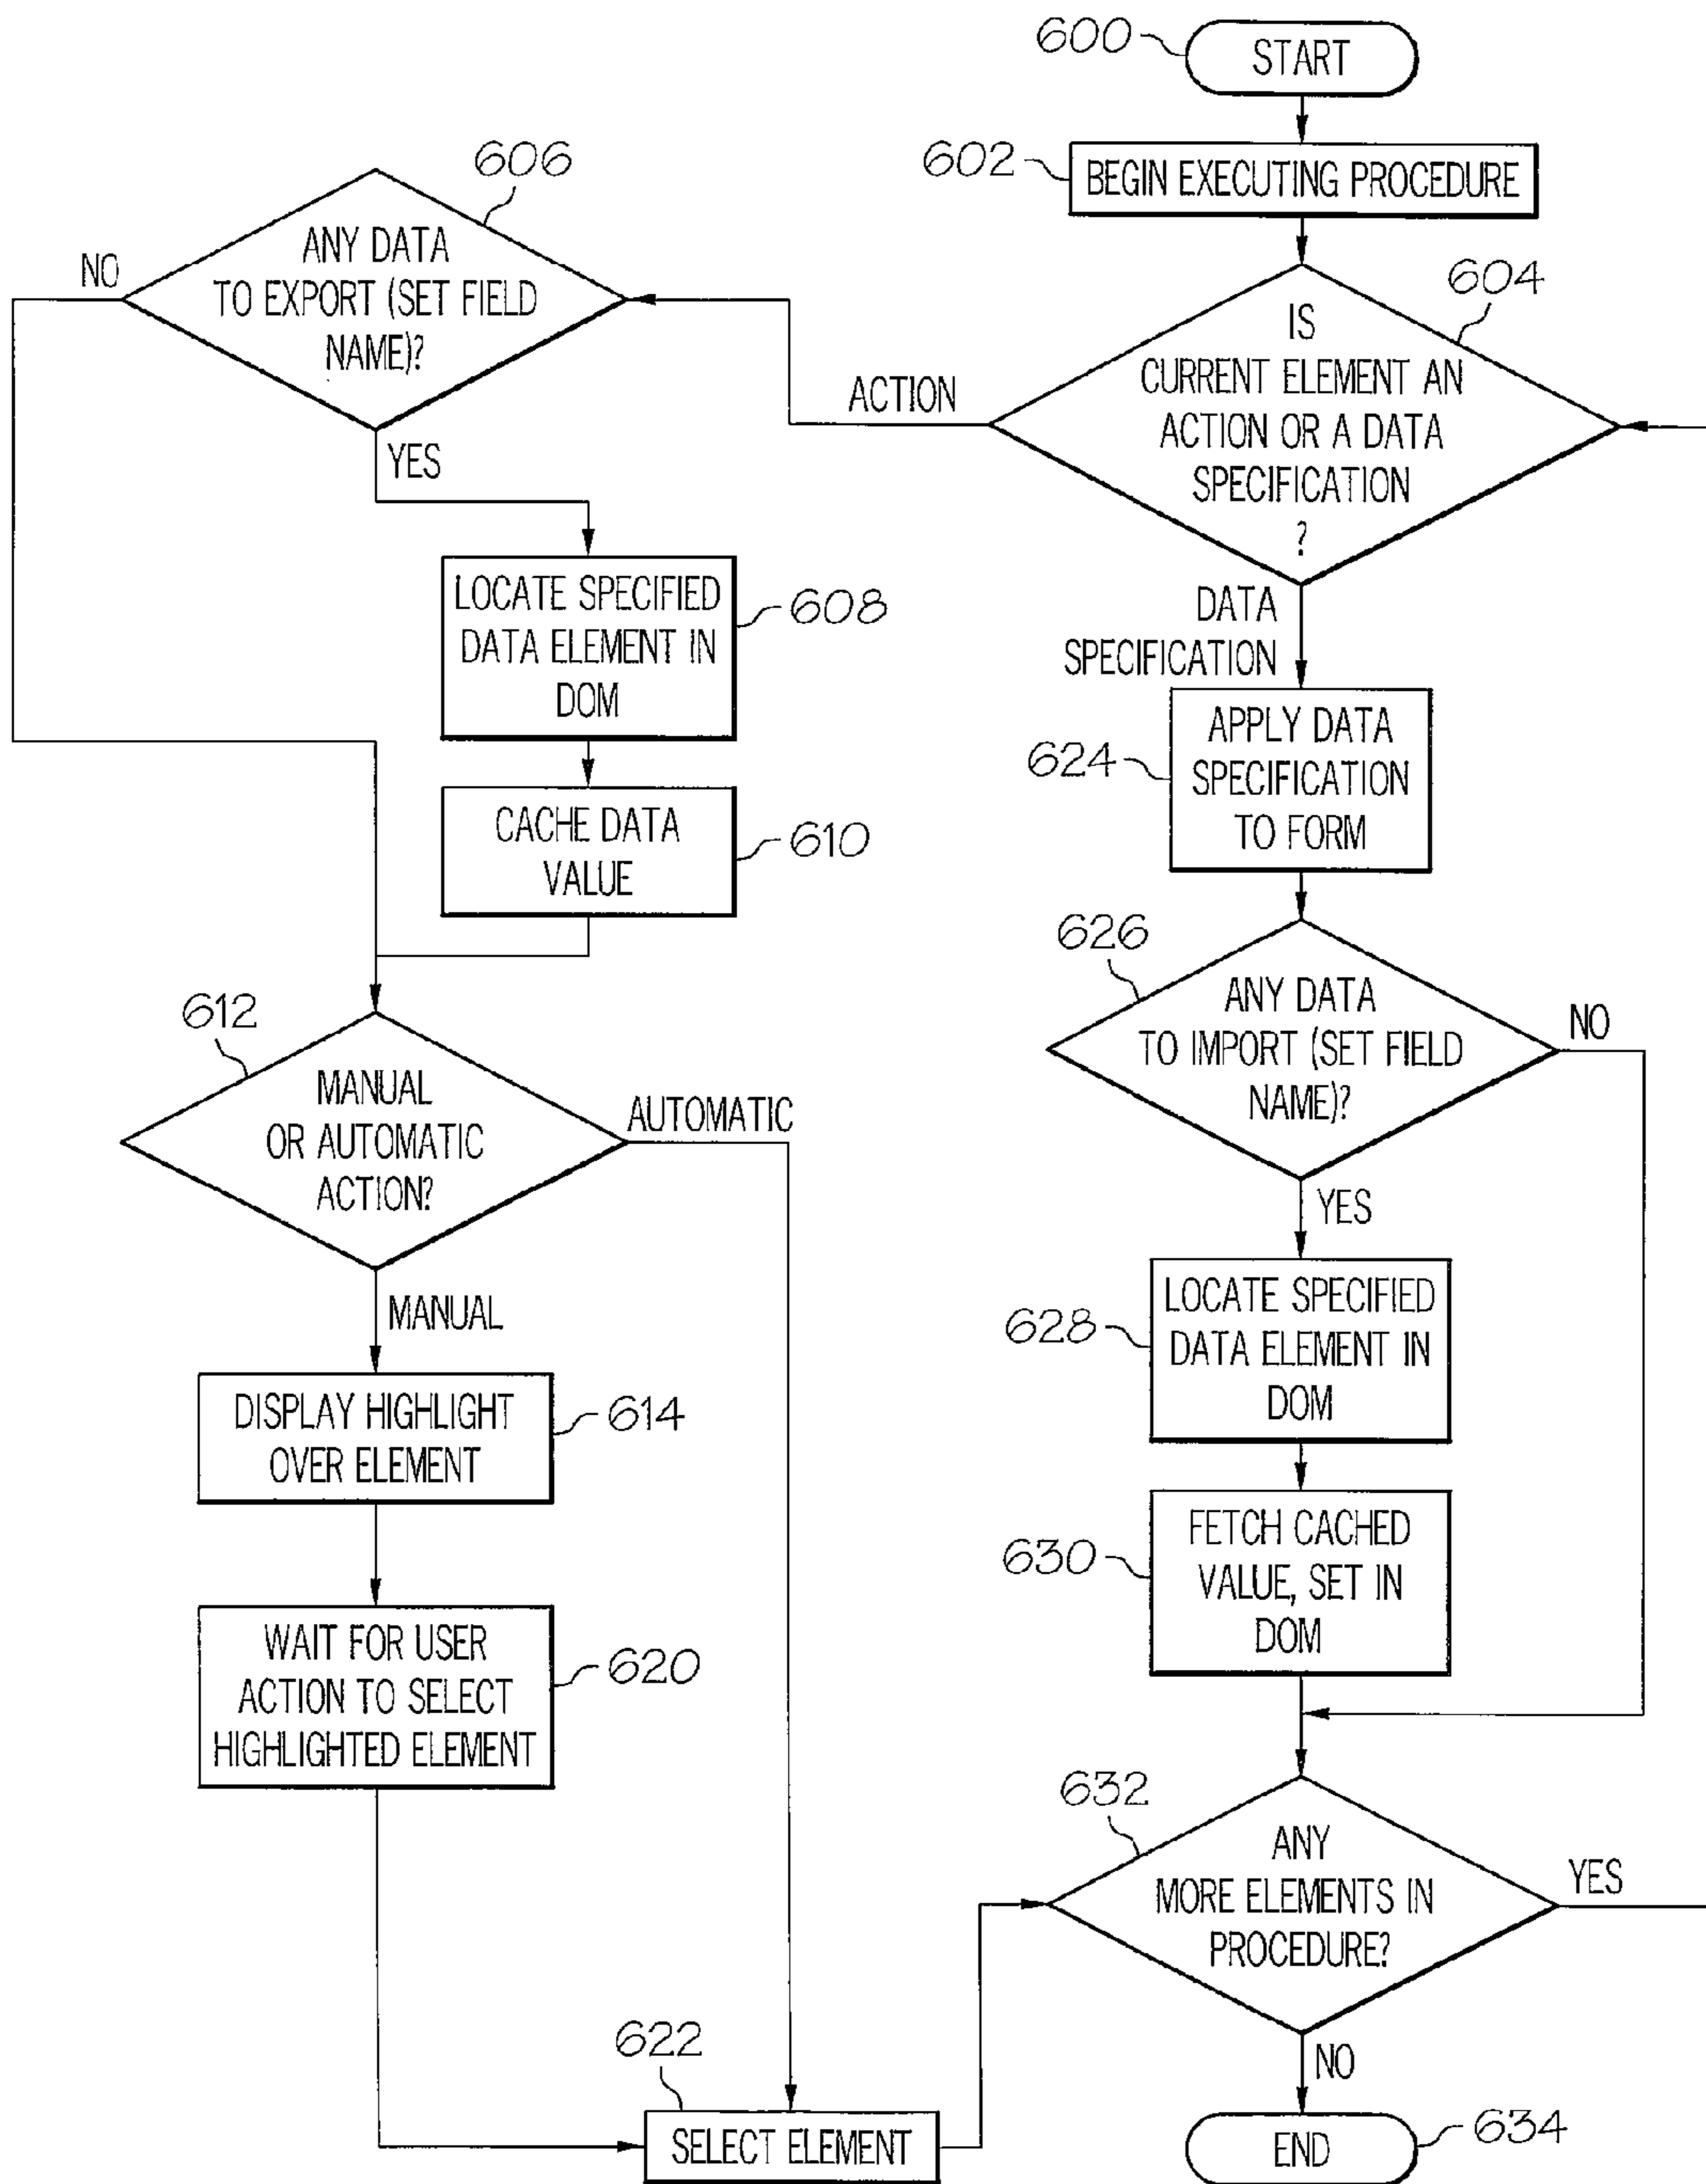 600
START
602
BEGIN EXECUTING PROCEDURE
604
IS
CURRENT ELEMENT AN
ACTION OR A DATA
SPECIFICATION
?
ACTION
DATA
SPECIFICATION
606
ANY DATA
TO EXPORT (SET FIELD
NAME)?
NO
YES
LOCATE SPECIFIED
DATA ELEMENT IN
DOM
608
CACHE DATA
VALUE
610
612
MANUAL
OR AUTOMATIC
ACTION?
AUTOMATIC
MANUAL
DISPLAY HIGHLIGHT
OVER ELEMENT
614
WAIT FOR USER
ACTION TO SELECT
HIGHLIGHTED ELEMENT
620
622
SELECT ELEMENT
624
APPLY DATA
SPECIFICATION
TO FORM
626
ANY DATA
TO IMPORT (SET FIELD
NAME)?
NO
YES
628
LOCATE SPECIFIED
DATA ELEMENT IN
DOM
630
FETCH CACHED
VALUE, SET IN
DOM
632
ANY
MORE ELEMENTS IN
PROCEDURE?
YES
NO
END
634